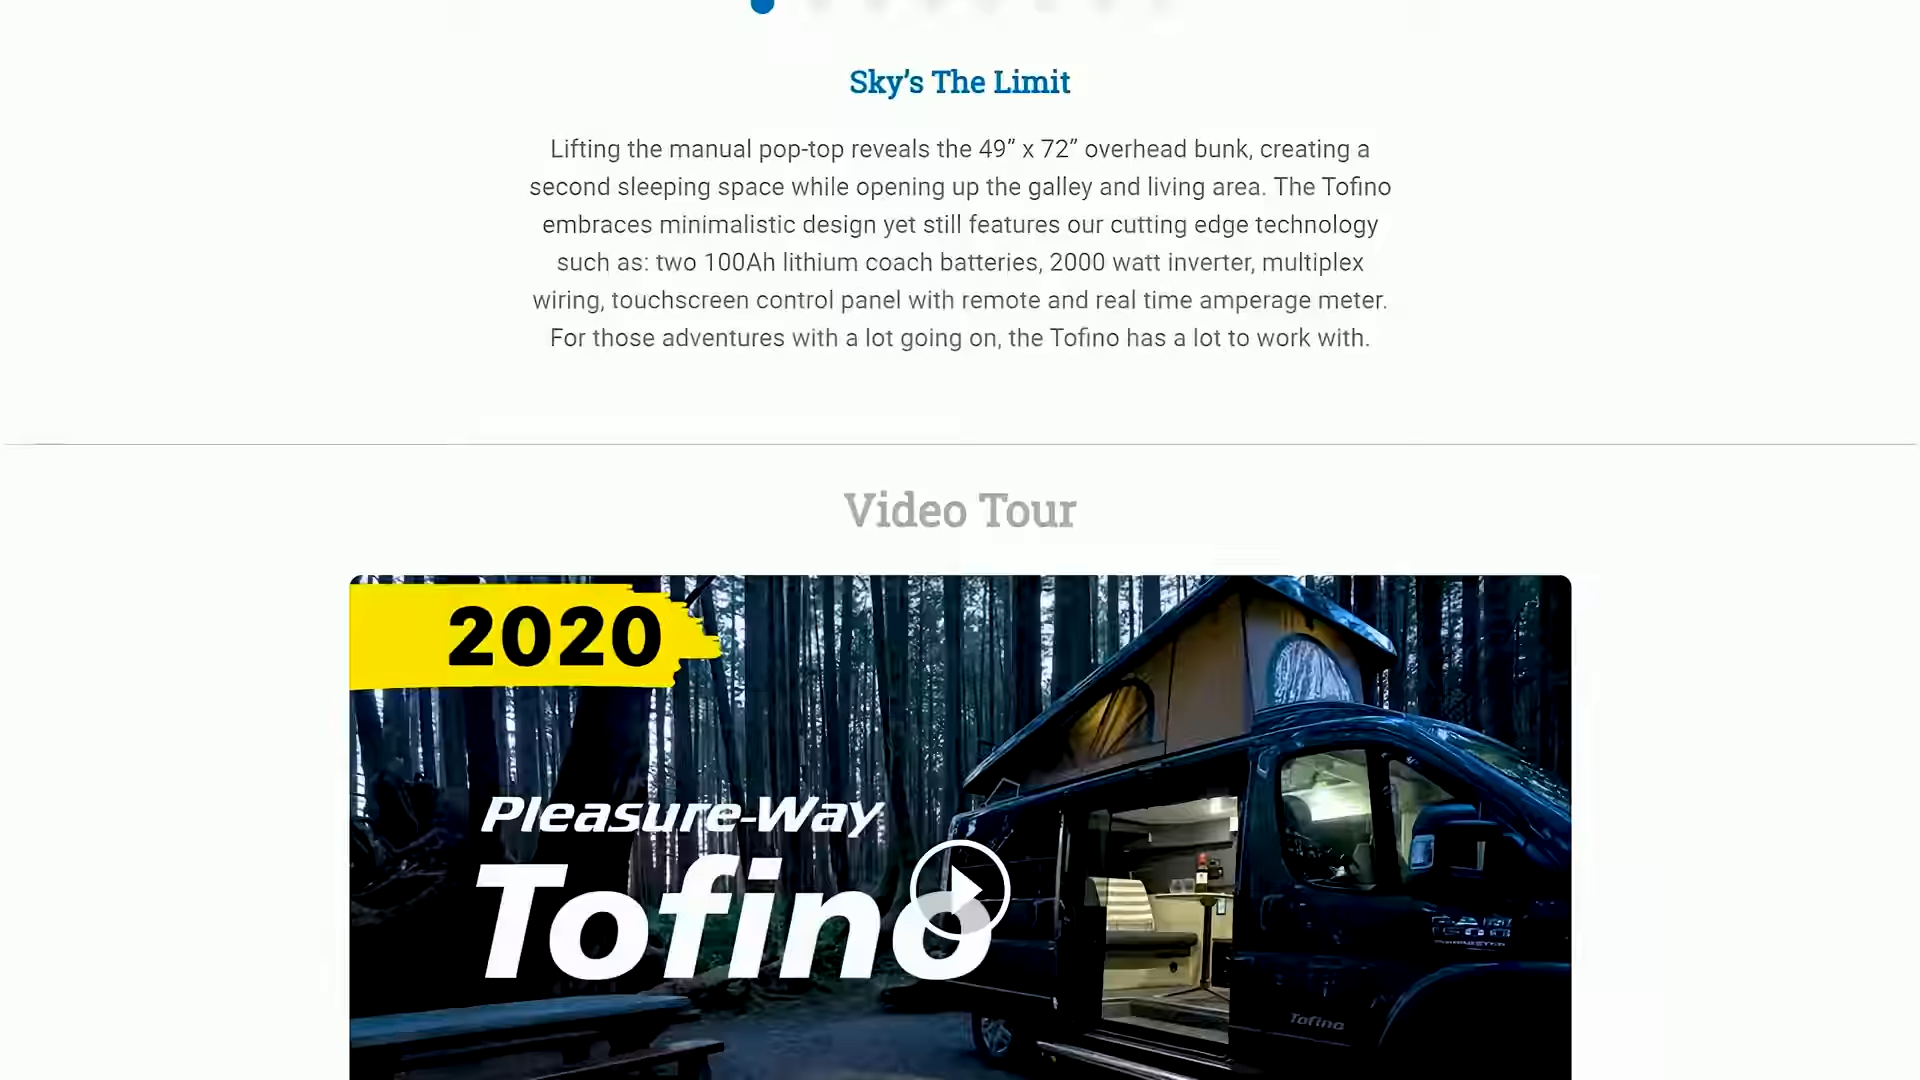 Sky's The Limit
Lifting the manual pop-top reveals the 49” x 72” overhead bunk, creating a
second sleeping space while opening up the galley and living area. The Tofino
embraces minimalistic design yet still features our cutting edge technology
such as: two 100Ah lithium coach batteries, 2000 watt inverter, multiplex
wiring, touchscreen control panel with remote and real time amperage meter.
For those adventures with a lot going on, the Tofino has a lot to work with.
Video Tour
2020
Pleasure-Way
Tofino
Tofino